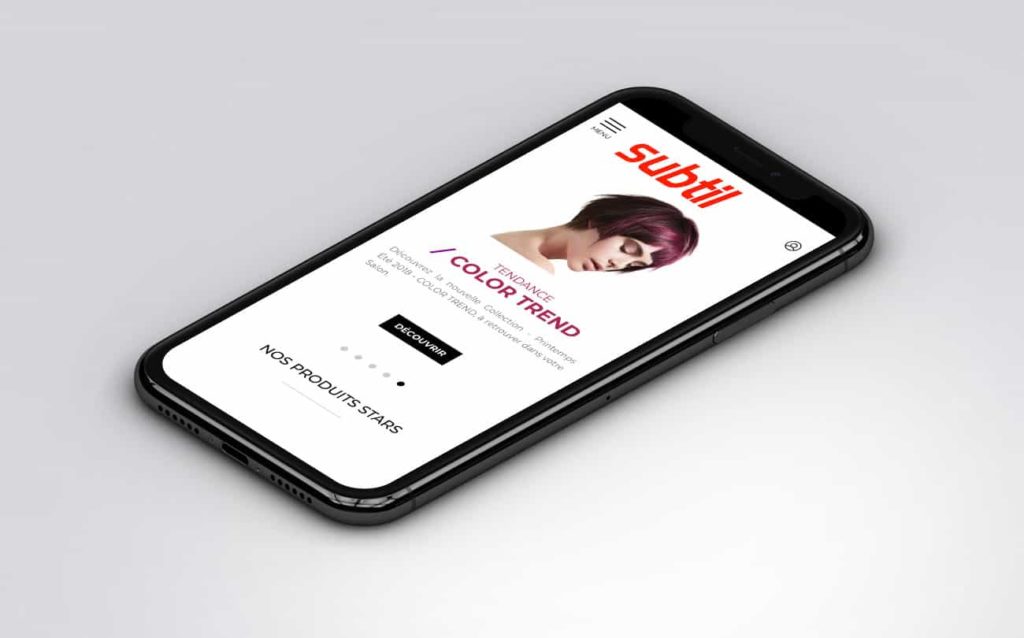 MENU
subtil
TENDANCE
/ COLOR TREND
Découvrez la nouvelle Collection - Printemps
Été 2018 - COLOR TREND, à retrouver dans votre
Salon.
DÉCOUVRIR
NOS PRODUITS STARS